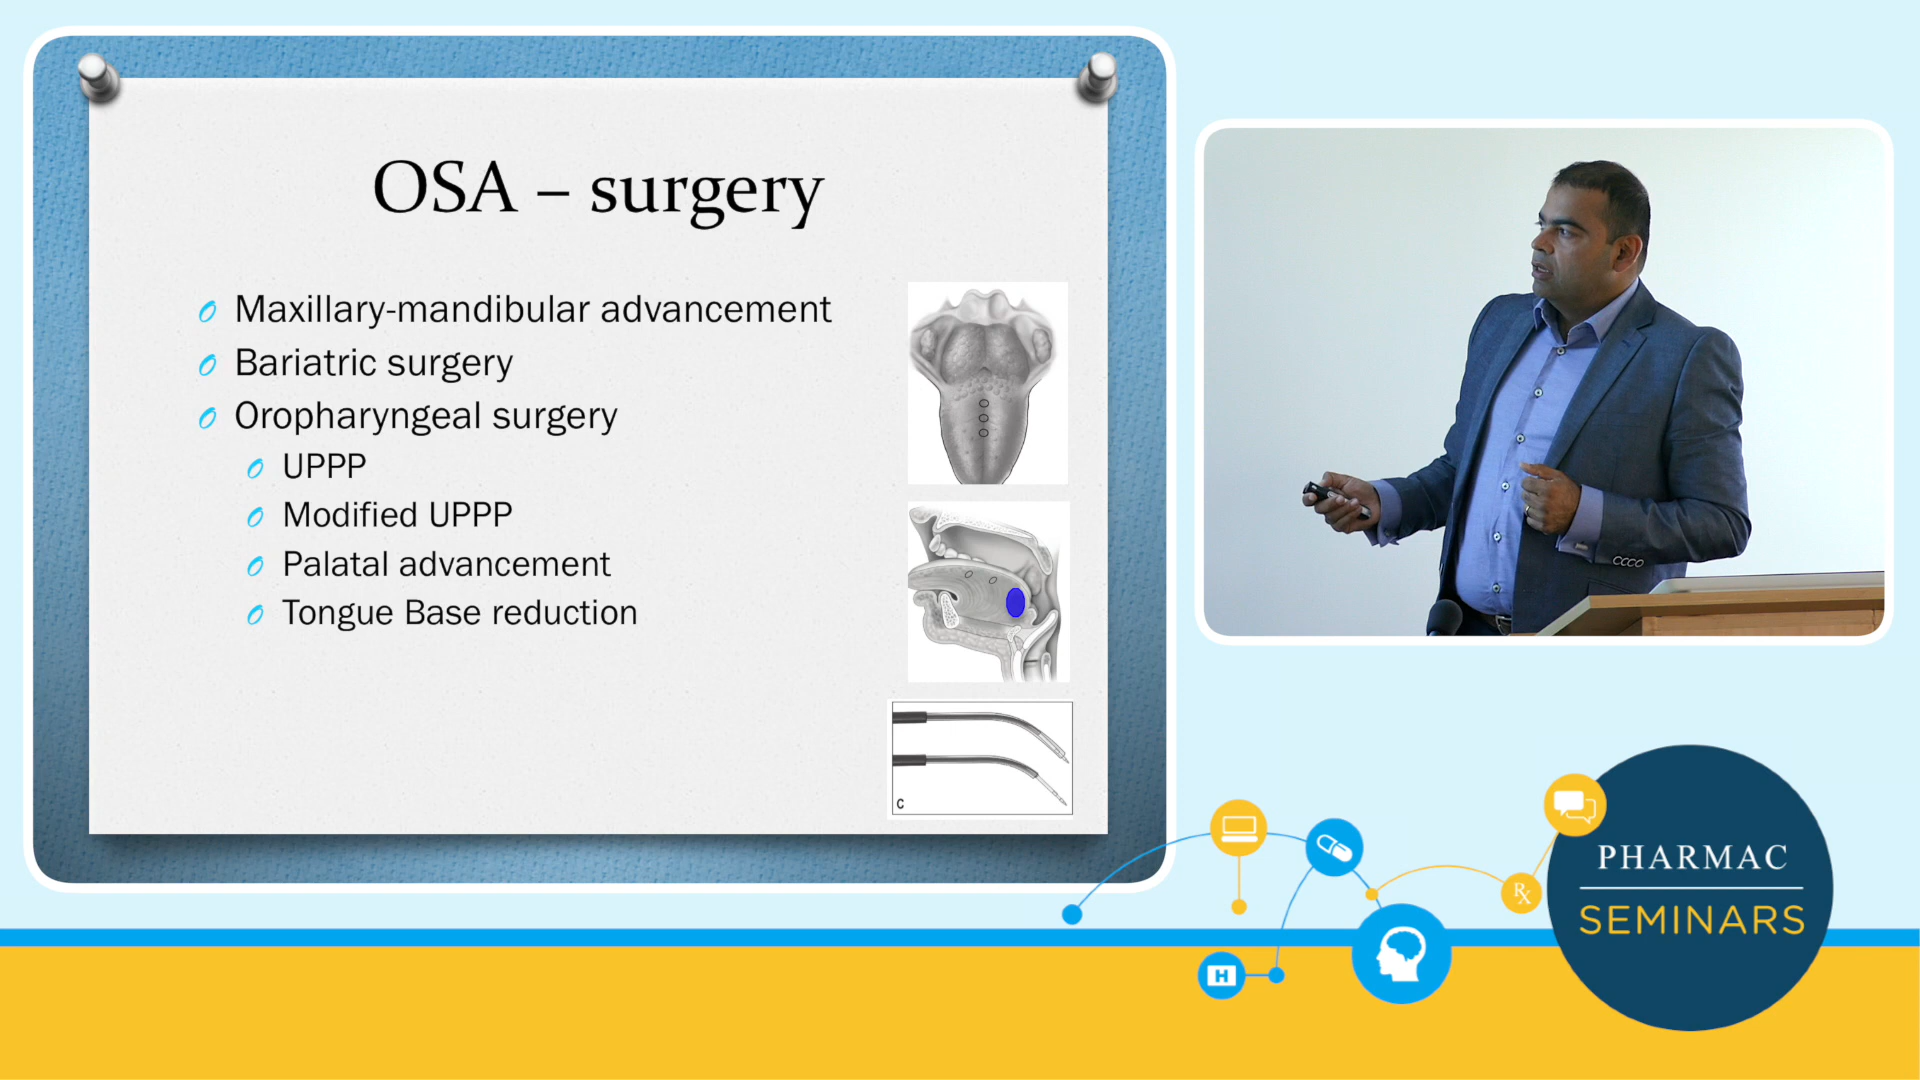 OSA – surgery
Maxillary-mandibular advancement
Bariatric surgery
Oropharyngeal surgery
UPPP
Modified UPPP
Palatal advancement
Tongue Base reduction
C
H
Rx
PHARMAC
SEMINARS